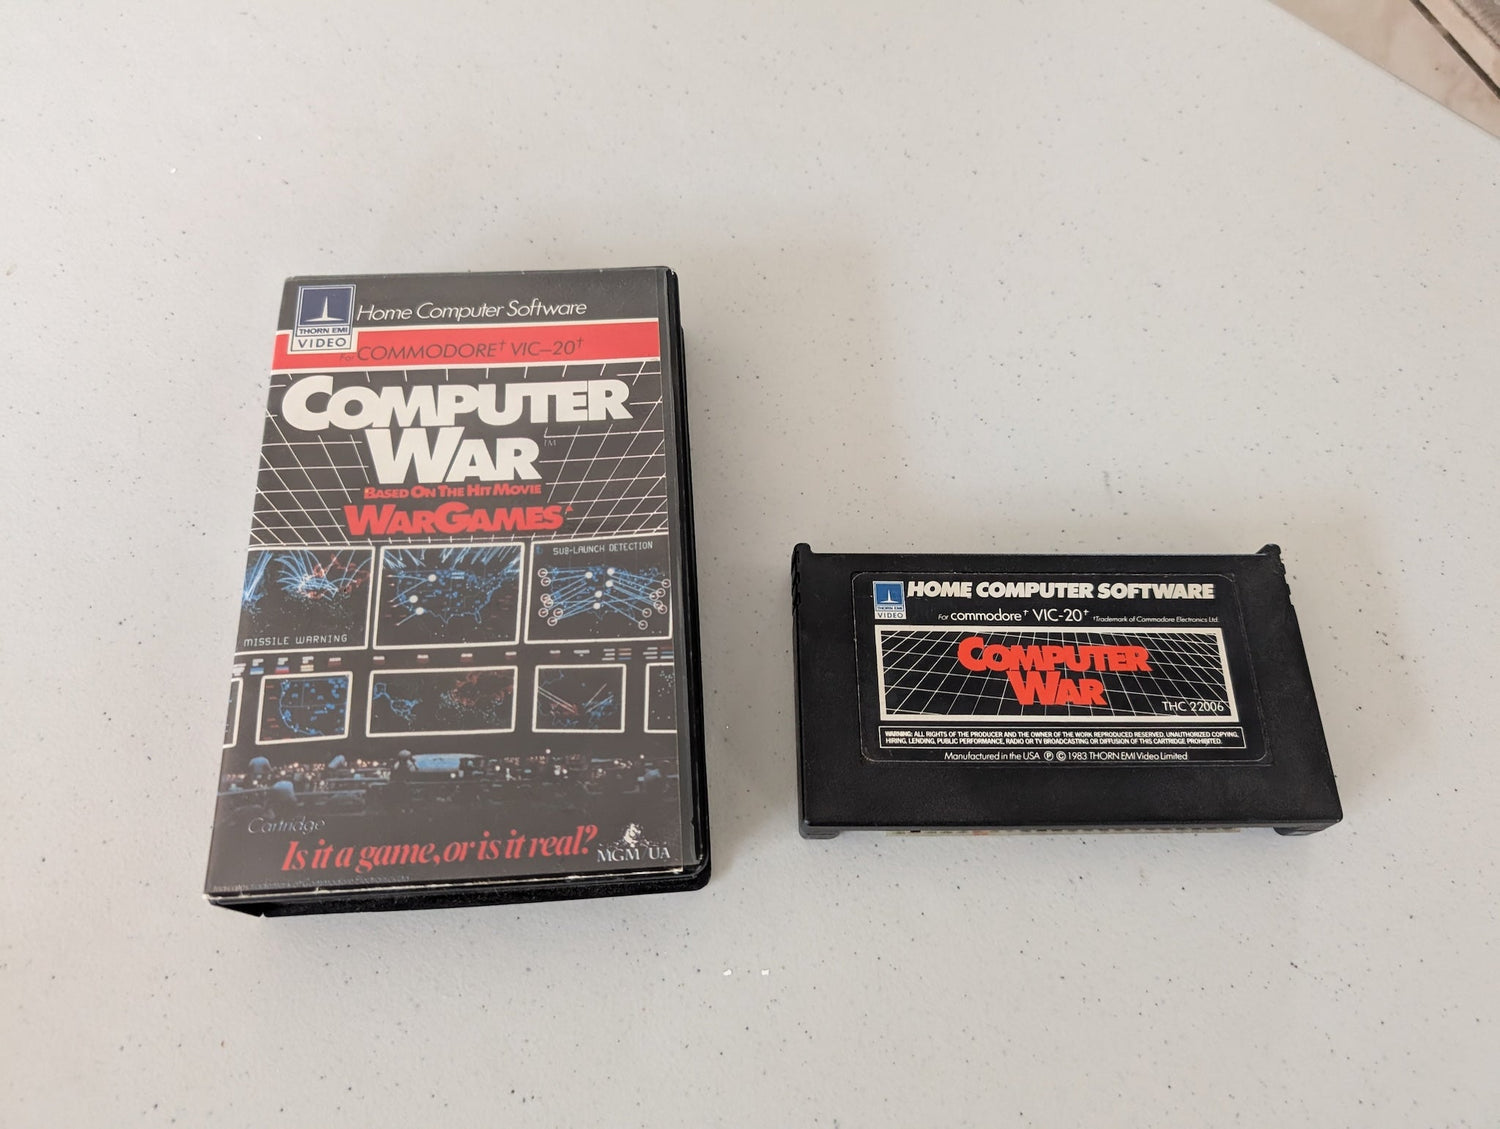 THORN EMI
VIDEO
Home Computer Software
For COMMODORE† VIC-20†
COMPUTER
WAR™
BASED ON THE HIT MOVIE
WARGAMES
SUB-LAUNCH DETECTION
MISSILE WARNING
Cartridge
Is it a game, or is it real?
MGM/UA
THORN EMI
VIDEO
HOME COMPUTER SOFTWARE
For commodore† VIC-20† †Trademark of Commodore Electronics Ltd.
COMPUTER
WAR
THC 22006
WARNING: ALL RIGHTS OF THE PRODUCER AND THE OWNER OF THE WORK REPRODUCED RESERVED. UNAUTHORIZED COPYING,
HIRING, LENDING, PUBLIC PERFORMANCE, RADIO OR TV BROADCASTING OR DIFFUSION OF THIS CARTRIDGE PROHIBITED.
Manufactured in the USA ℗ © 1983 THORN EMI Video Limited